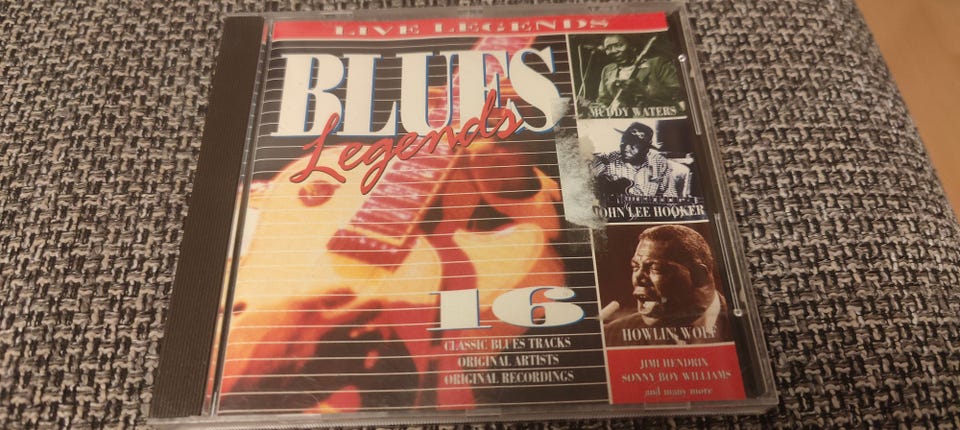 LIVE LEGENDS
BLUES
Legends
MUDDY WATERS
JOHN LEE HOOKER
HOWLIN' WOLF
16
CLASSIC BLUES TRACKS
ORIGINAL ARTISTS
ORIGINAL RECORDINGS
JIMI HENDRIX
SONNY BOY WILLIAMS
and many more